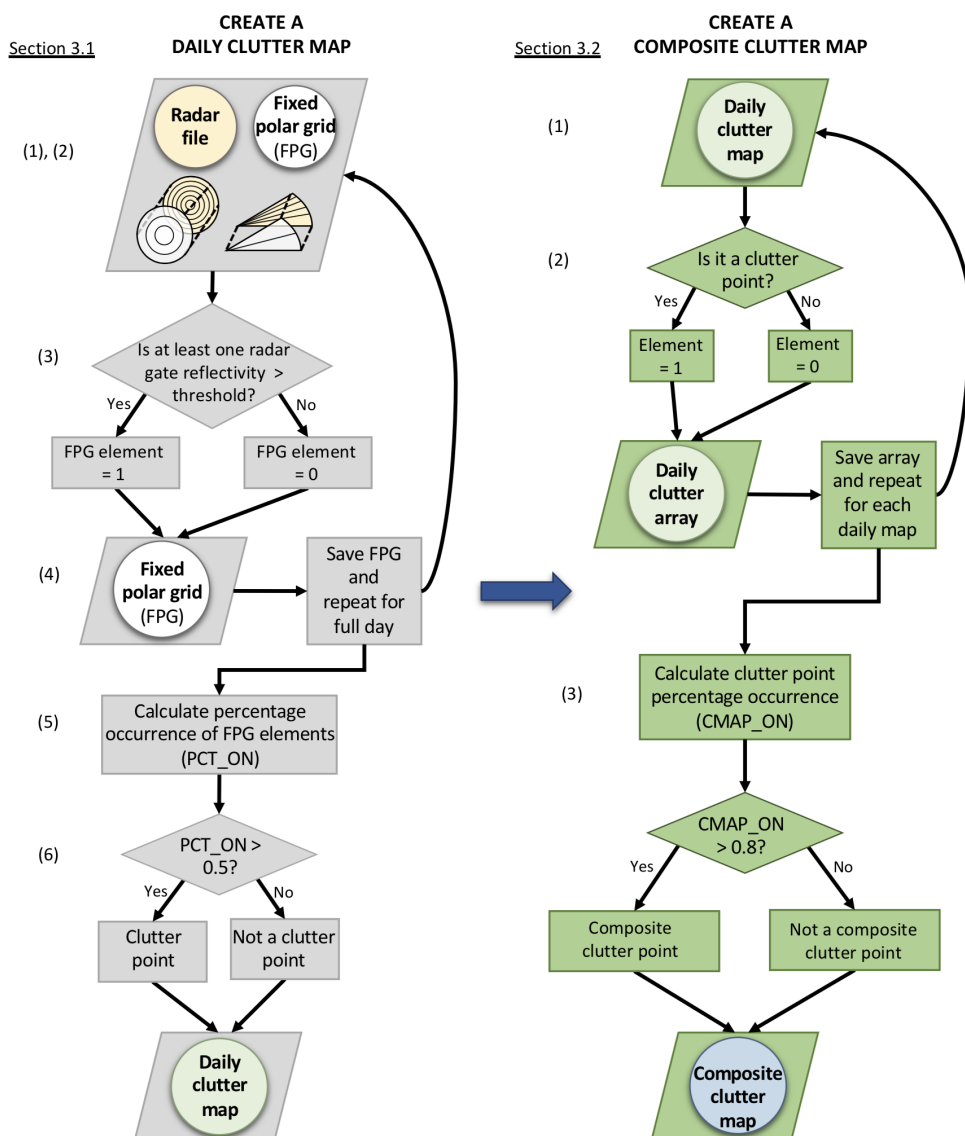 Section 3.1
CREATE A
DAILY CLUTTER MAP
(1), (2)
Radar
file
Fixed
polar grid
(FPG)
(3)
Is at least one radar
gate reflectivity >
threshold?
Yes
No
FPG element
= 1
FPG element
= 0
(4)
Fixed
polar grid
(FPG)
Save FPG
and
repeat for
full day
(5)
Calculate percentage
occurrence of FPG elements
(PCT_ON)
(6)
PCT_ON >
0.5?
Yes
No
Clutter
point
Not a clutter
point
Daily
clutter
map
Section 3.2
CREATE A
COMPOSITE CLUTTER MAP
(1)
Daily
clutter
map
(2)
Is it a clutter
point?
Yes
No
Element
= 1
Element
= 0
Daily
clutter
array
Save array
and repeat
for each
daily map
(3)
Calculate clutter point
percentage occurrence
(CMAP_ON)
CMAP_ON
> 0.8?
Yes
No
Composite
clutter point
Not a composite
clutter point
Composite
clutter
map